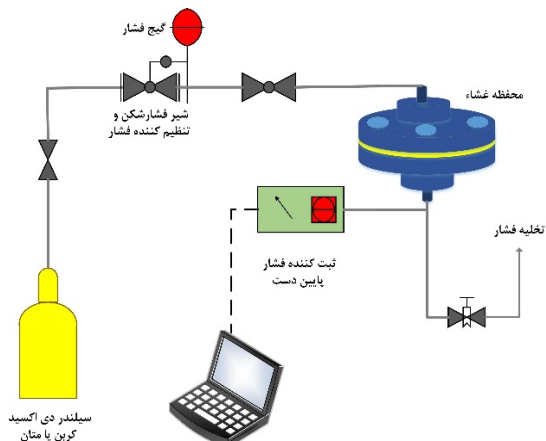 گیج فشار
شیر فشارشکن و
تنظیم کننده فشار
محفظه غشاء
تخلیه فشار
ثبت کننده فشار
پایین دست
سیلندر دی اکسید
کربن یا متان